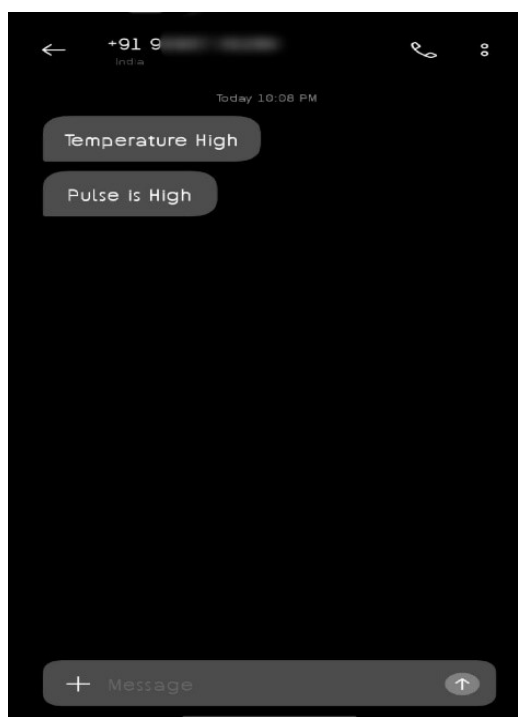 +91 9
India
Today 10:08 PM
Temperature High
Pulse is High
Message